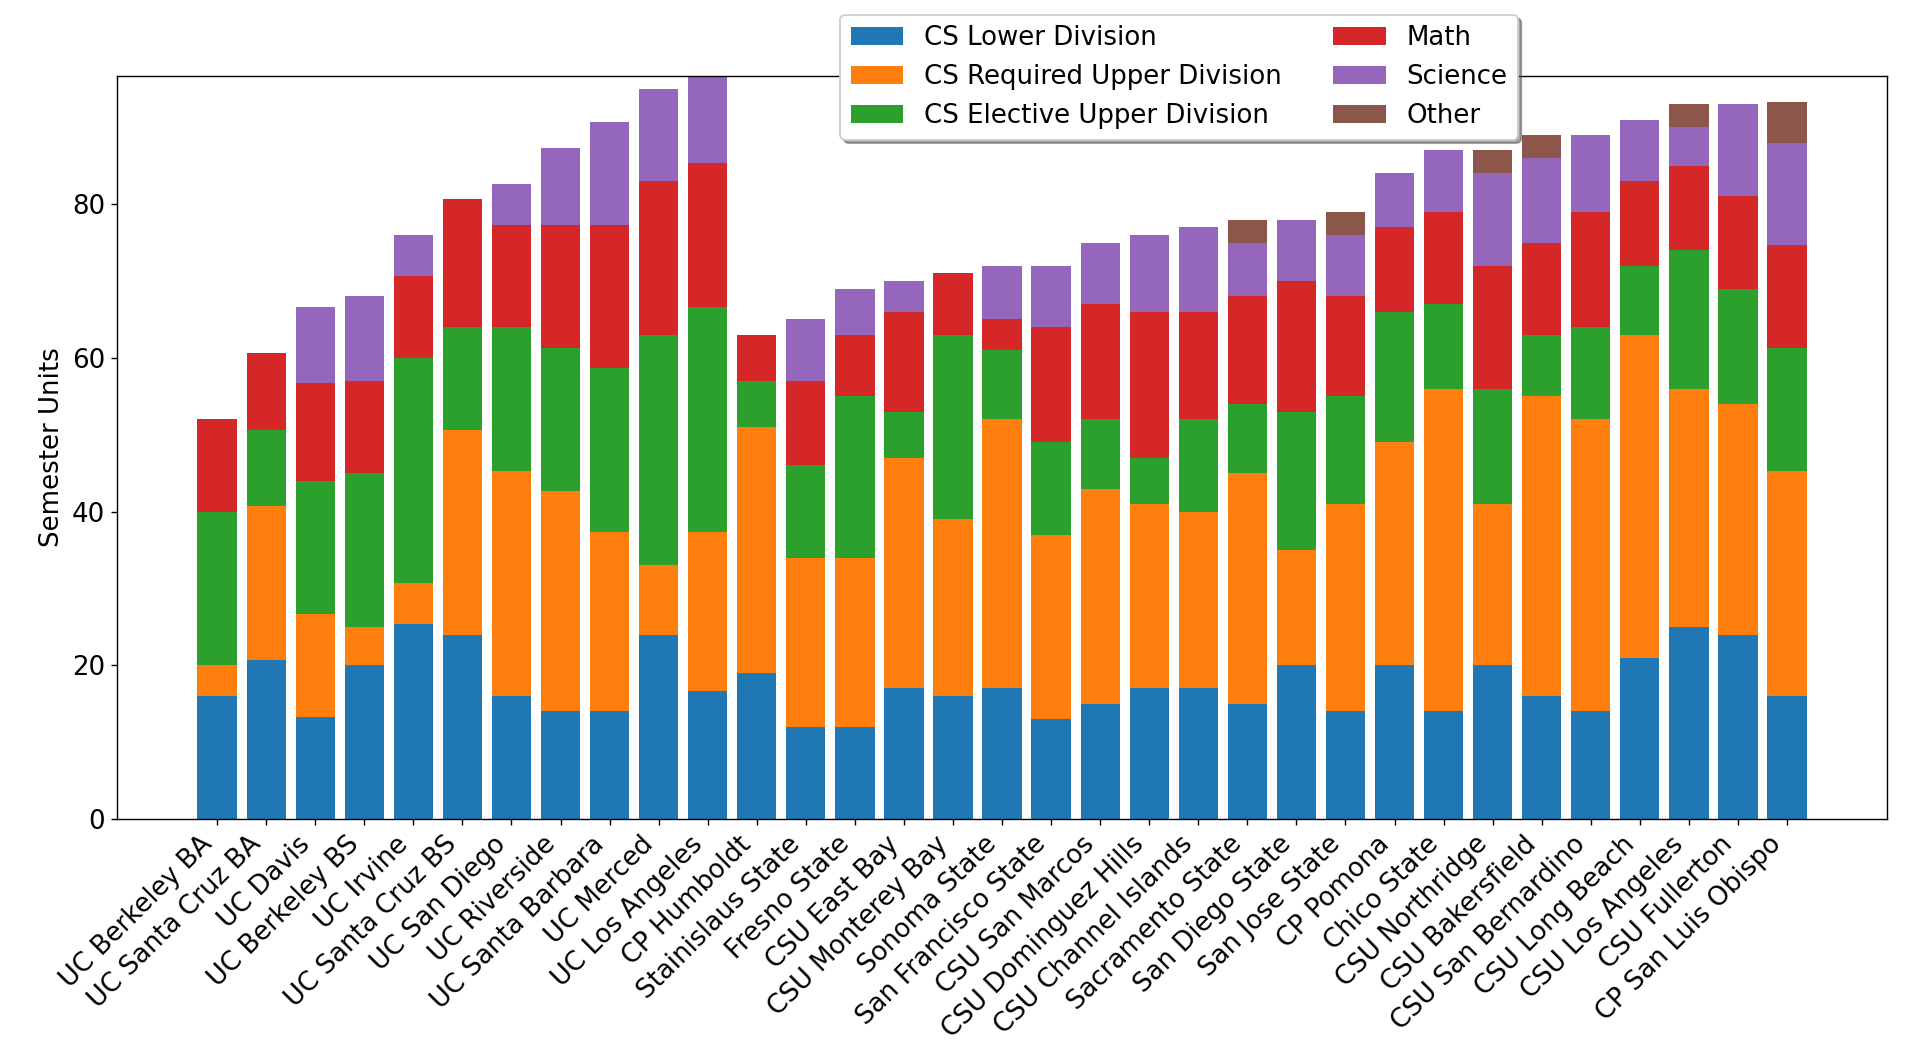 CS Lower Division
CS Required Upper Division
CS Elective Upper Division
Math
Science
Other
Semester Units
80
60
40
20
0
UC Berkeley BA
UC Santa Cruz BA
UC Davis
UC Berkeley BS
UC Irvine
UC Santa Cruz BS
UC San Diego
UC Riverside
UC Santa Barbara
UC Merced
UC Los Angeles
CP Humboldt
Stainislaus State
Fresno State
CSU East Bay
CSU Monterey Bay
Sonoma State
San Francisco State
CSU San Marcos
CSU Dominguez Hills
CSU Channel Islands
Sacramento State
San Diego State
San Jose State
CP Pomona
Chico State
CSU Northridge
CSU Bakersfield
CSU San Bernardino
CSU Long Beach
CSU Los Angeles
CSU Fullerton
CP San Luis Obispo